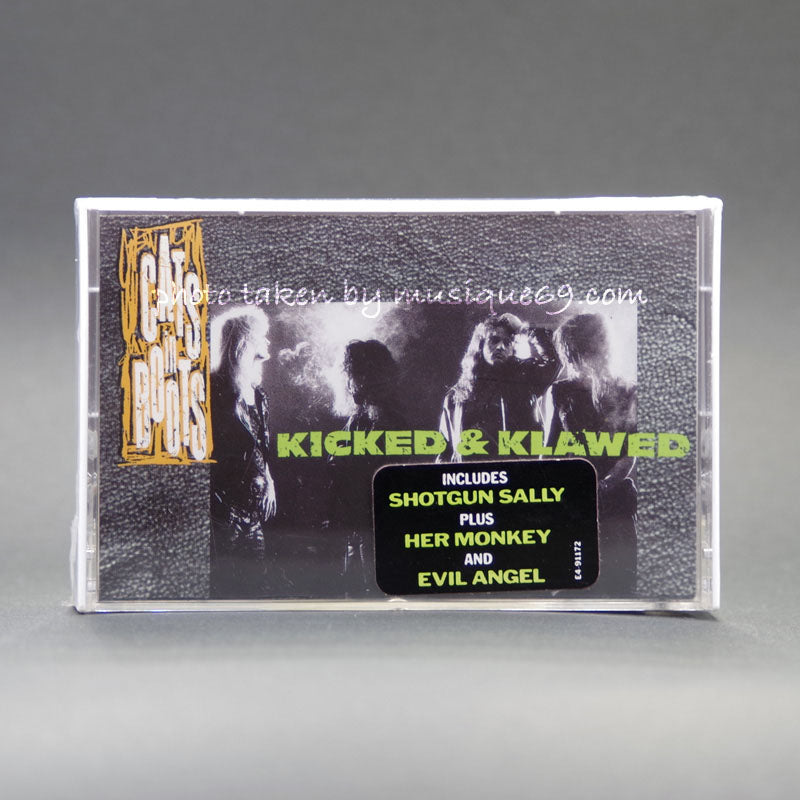 CATS
in
BOOTS
photo taken by musique69.com
KICKED & KLAWED
INCLUDES
SHOTGUN SALLY
PLUS
HER MONKEY
AND
EVIL ANGEL
E4-91172